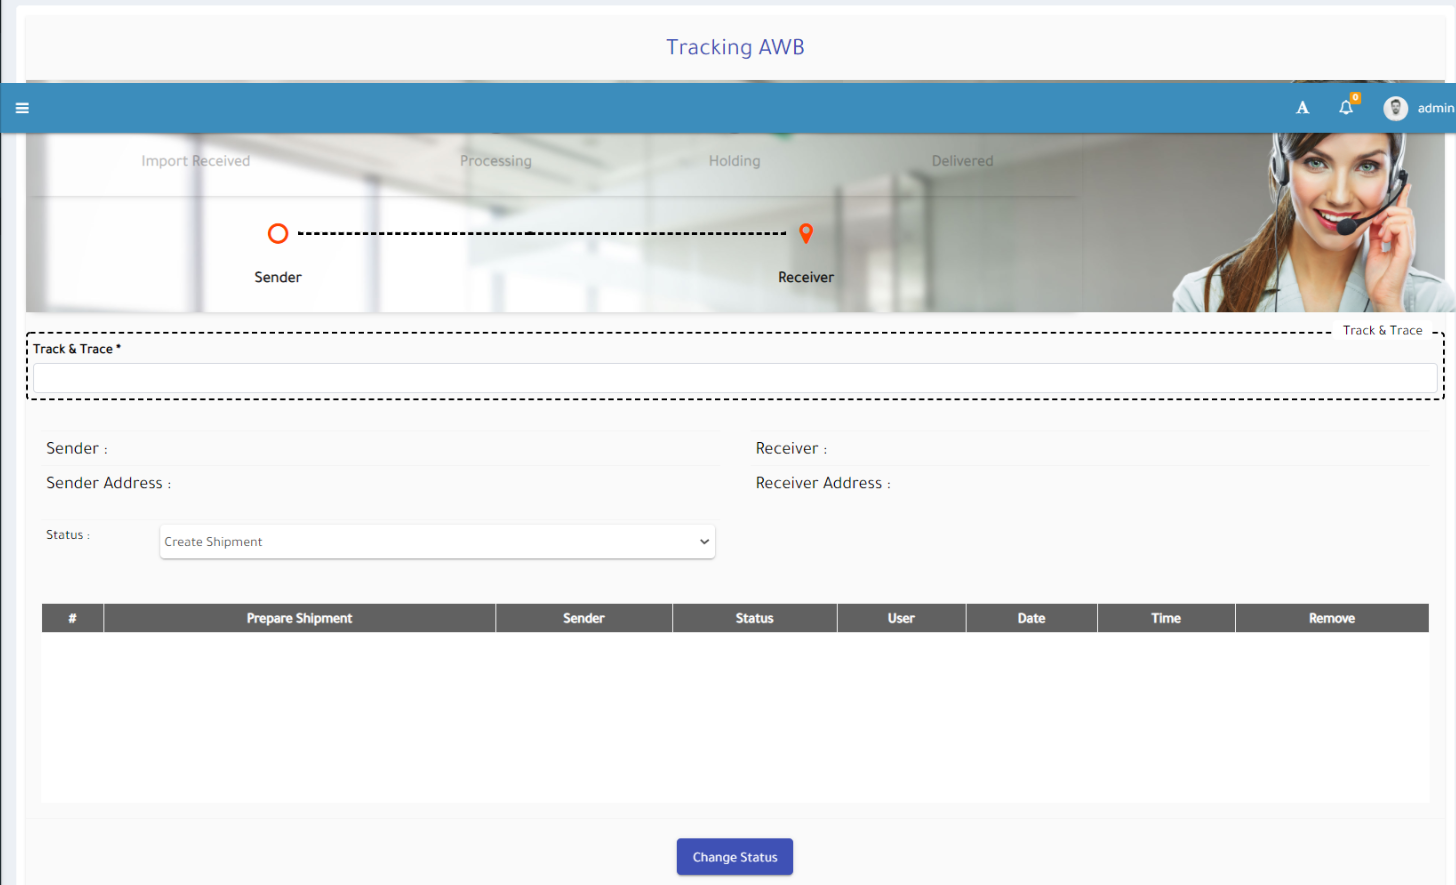 Tracking AWB
A 0 admin
Import Received Processing Holding Delivered
Sender Receiver
Track & Trace
Track & Trace *
Sender : Receiver :
Sender Address : Receiver Address :
Status : Create Shipment
# Prepare Shipment Sender Status User Date Time Remove
Change Status